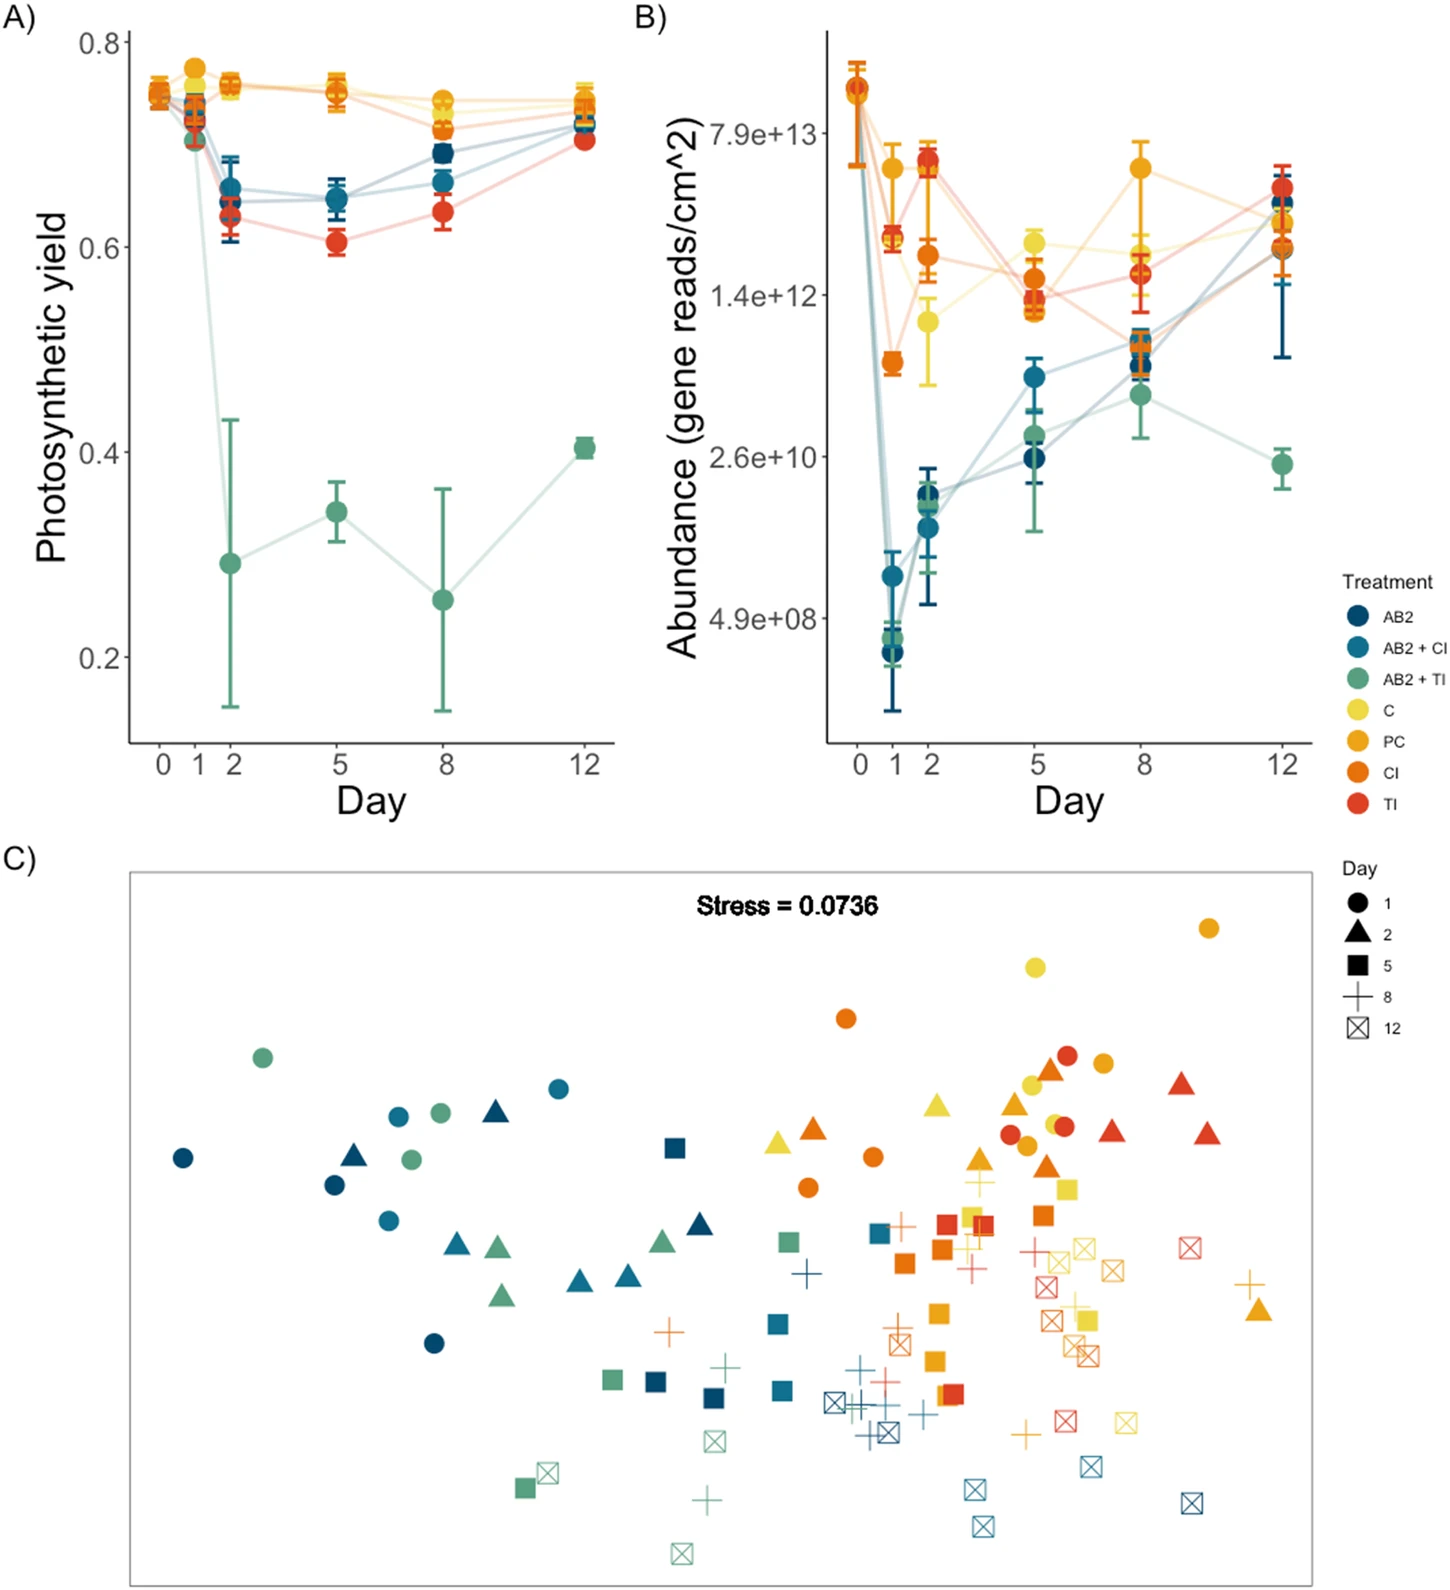 A)
B)
0.8
0.6
0.4
0.2
Photosynthetic yield
0 1 2 5 8 12
Day
7.9e+13
1.4e+12
2.6e+10
4.9e+08
Abundance (gene reads/cm^2)
0 1 2 5 8 12
Day
Treatment
AB2
AB2 + CI
AB2 + TI
C
PC
CI
TI
C)
Stress = 0.0736
Day
1
2
5
8
12